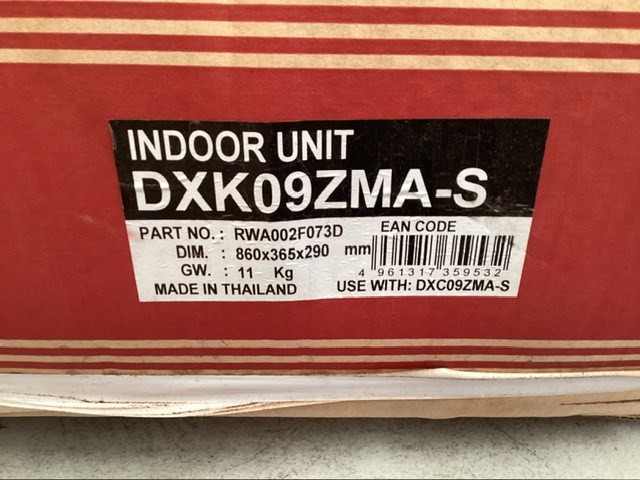 INDOOR UNIT
DXK09ZMA-S
PART NO. : RWA002F073D
EAN CODE
DIM. : 860x365x290 mm
4 961317 359532
GW. : 11 Kg
MADE IN THAILAND
USE WITH: DXC09ZMA-S